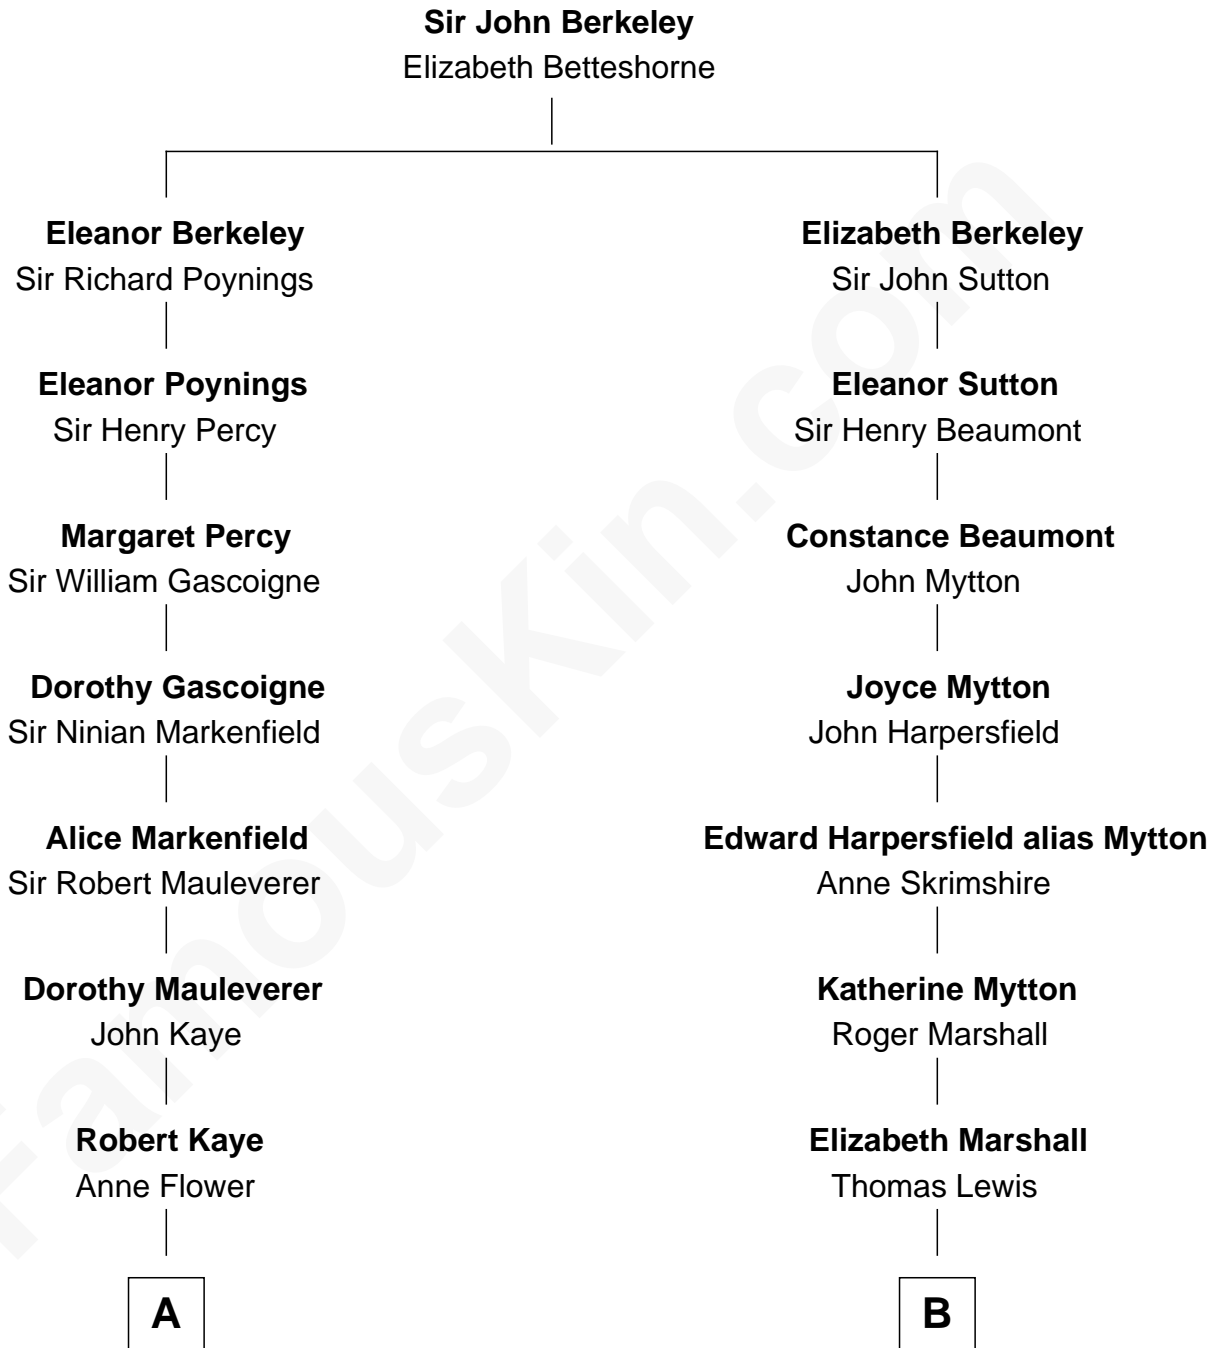 Sir John Berkeley
Elizabeth Betteshorne
Eleanor Berkeley
Sir Richard Poynings
Elizabeth Berkeley
Sir John Sutton
Eleanor Poynings
Sir Henry Percy
Eleanor Sutton
Sir Henry Beaumont
Margaret Percy
Sir William Gascoigne
Constance Beaumont
John Mytton
Dorothy Gascoigne
Sir Ninian Markenfield
Joyce Mytton
John Harpersfield
Alice Markenfield
Sir Robert Mauleverer
Edward Harpersfield alias Mytton
Anne Skrimshire
Dorothy Mauleverer
John Kaye
Katherine Mytton
Roger Marshall
Robert Kaye
Anne Flower
Elizabeth Marshall
Thomas Lewis
A
B
FamousKin.com